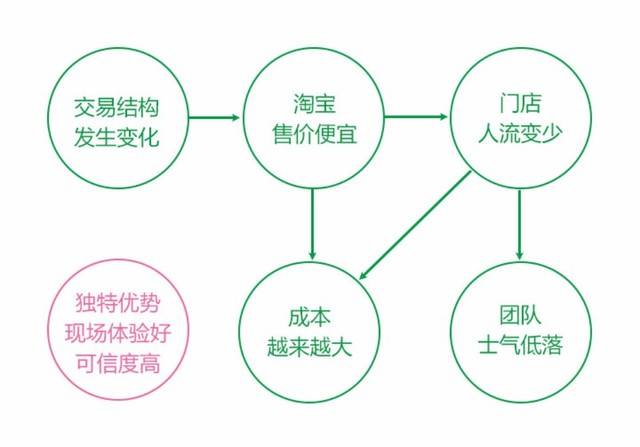 交易结构
发生变化
淘宝
售价便宜
门店
人流变少
独特优势
现场体验好
可信度高
成本
越来越大
团队
士气低落